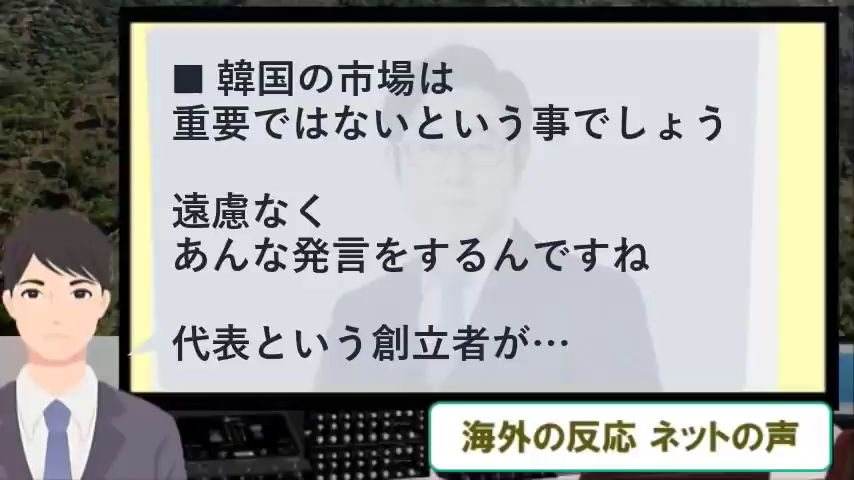 ■ 韓国の市場は
重要ではないという事でしょう
遠慮なく
あんな発言をするんですね
代表という創立者が…
海外の反応 ネットの声